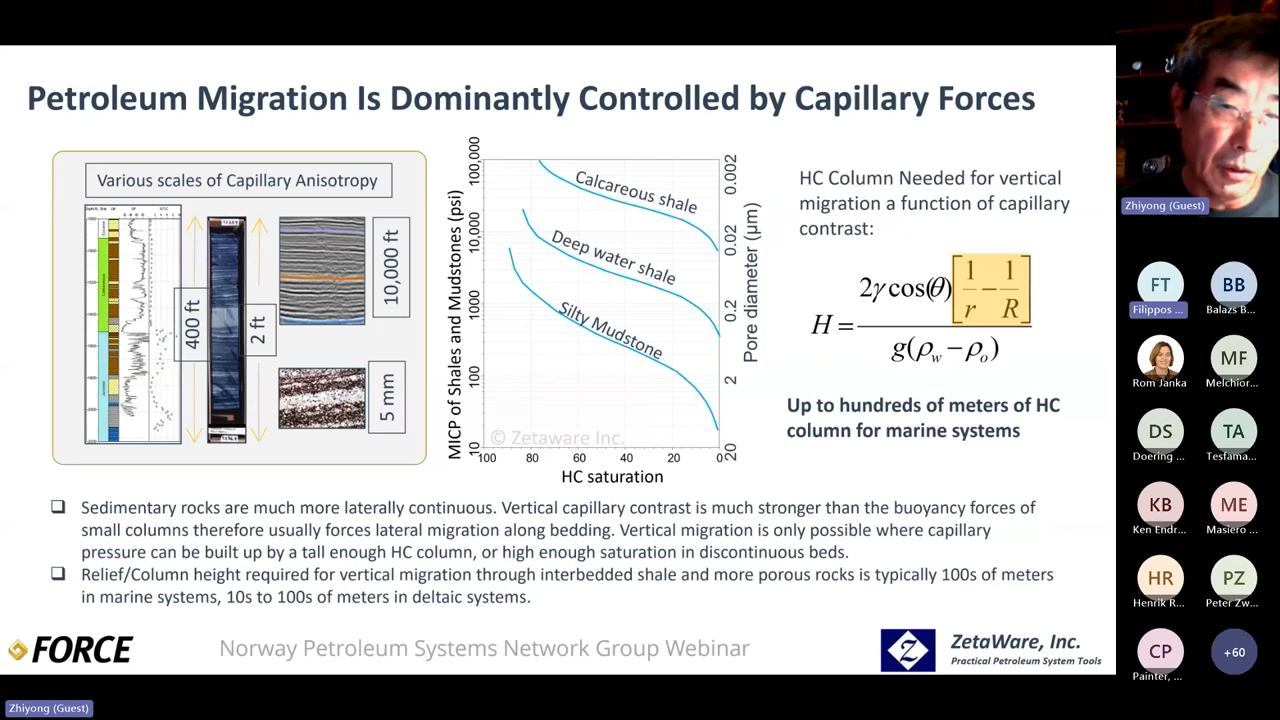 Petroleum Migration Is Dominantly Controlled by Capillary Forces
Various scales of Capillary Anisotropy
400 ft
2 ft
10,000 ft
5 mm
MICP of Shales and Mudstones (psi)
100,000
10,000
1000
100
10
Calcareous shale
Deep water shale
Silty Mudstone
© Zetaware Inc.
100 80 60 40 20 0
HC saturation
0.002
0.02
0.2
2
20
Pore diameter (μm)
HC Column Needed for vertical
migration a function of capillary
contrast:
H = 2γcos(θ)[1/r − 1/R] / g(ρw − ρo)
Up to hundreds of meters of HC
column for marine systems
❑ Sedimentary rocks are much more laterally continuous. Vertical capillary contrast is much stronger than the buoyancy forces of
small columns therefore usually forces lateral migration along bedding. Vertical migration is only possible where capillary
pressure can be built up by a tall enough HC column, or high enough saturation in discontinuous beds.
❑ Relief/Column height required for vertical migration through interbedded shale and more porous rocks is typically 100s of meters
in marine systems, 10s to 100s of meters in deltaic systems.
FORCE
Norway Petroleum Systems Network Group Webinar
Z
ZetaWare, Inc.
Practical Petroleum System Tools
Zhiyong (Guest)
Zhiyong (Guest)
FT
Filippos ...
BB
Balazs B...
Rom Janka
MF
Melchior...
DS
Doering ...
TA
Tesfama...
KB
Ken Endr...
ME
Masiero ...
HR
Henrik R...
PZ
Peter Zw...
CP
Painter, ...
+60